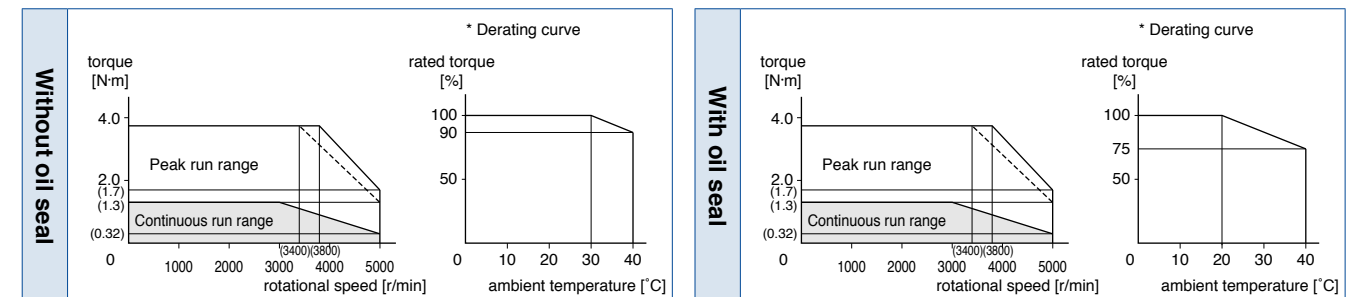 Without oil seal
* Derating curve
torque
[N·m]
4.0
Peak run range
2.0
(1.7)
(1.3)
Continuous run range
(0.32)
(3400)(3800)
0
1000 2000 3000 4000 5000
rotational speed [r/min]
rated torque
[%]
100
90
50
0 10 20 30 40
ambient temperature [˚C]
With oil seal
* Derating curve
torque
[N·m]
4.0
Peak run range
2.0
(1.7)
(1.3)
Continuous run range
(0.32)
(3400)(3800)
0
1000 2000 3000 4000 5000
rotational speed [r/min]
rated torque
[%]
100
75
50
0 10 20 30 40
ambient temperature [˚C]